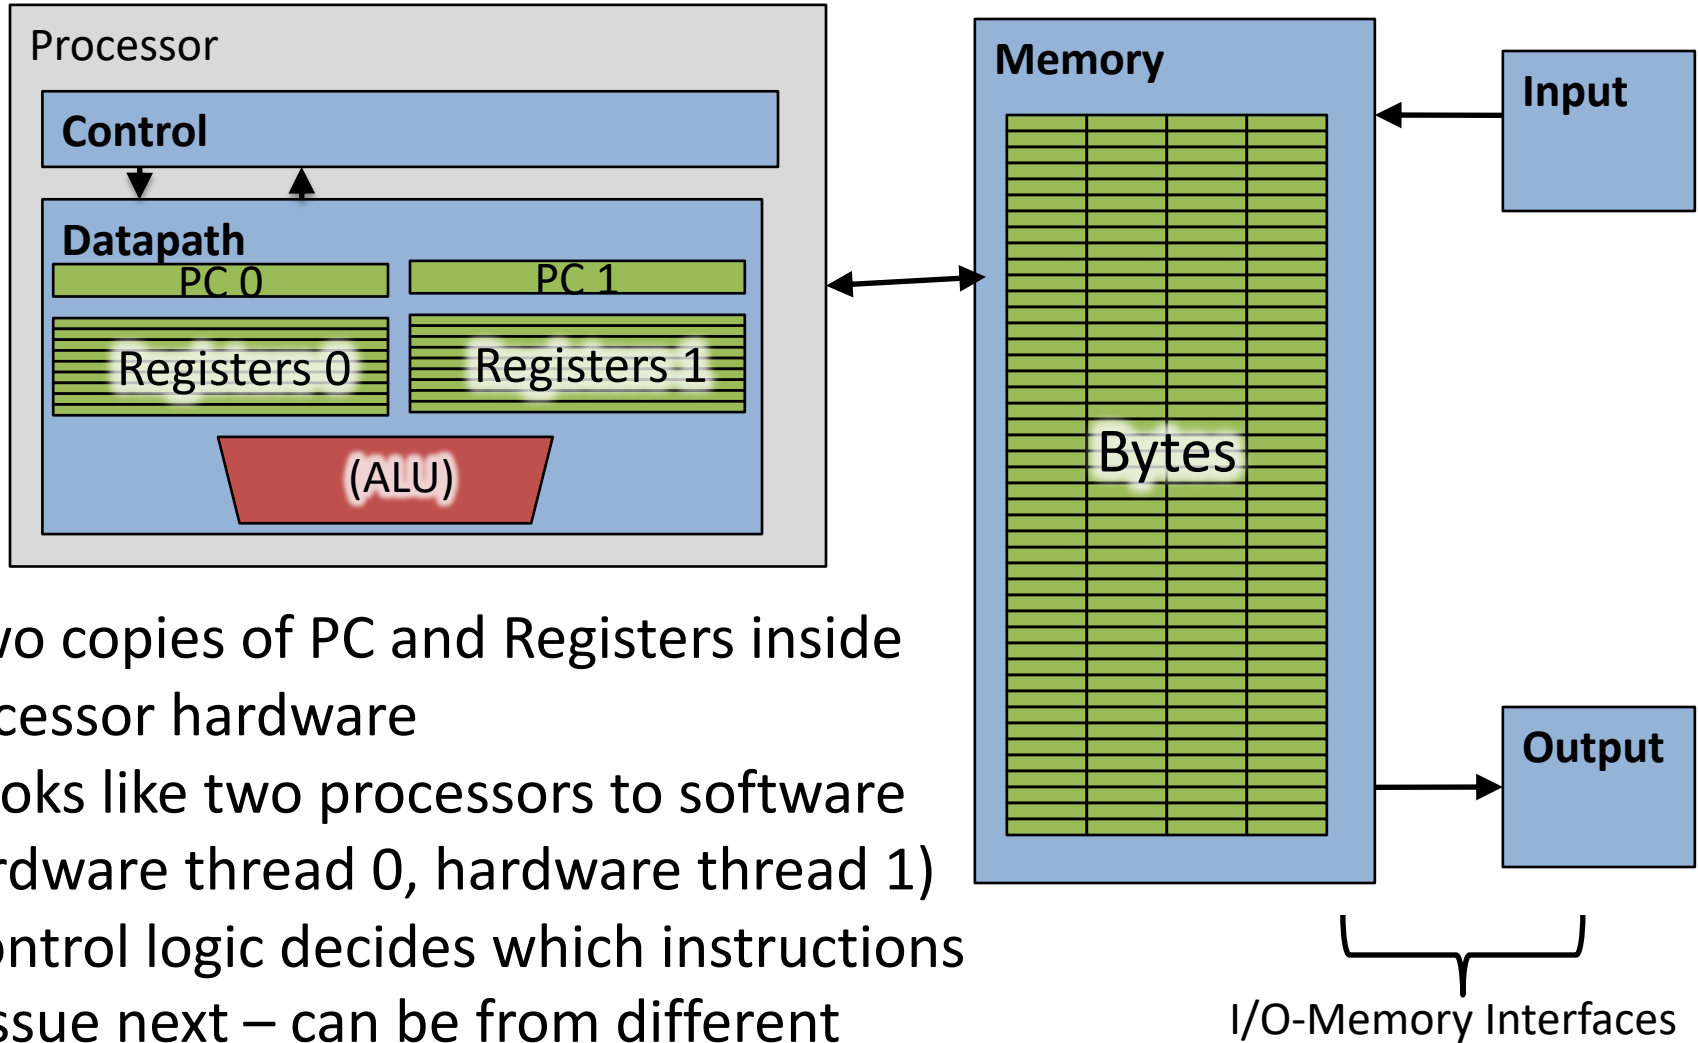 Processor
Control
Datapath
PC 0
PC 1
Registers 0
Registers 1
(ALU)
Memory
Bytes
Input
Output
I/O-Memory Interfaces
wo copies of PC and Registers inside
cessor hardware
oks like two processors to software
rdware thread 0, hardware thread 1)
ontrol logic decides which instructions
issue next – can be from different